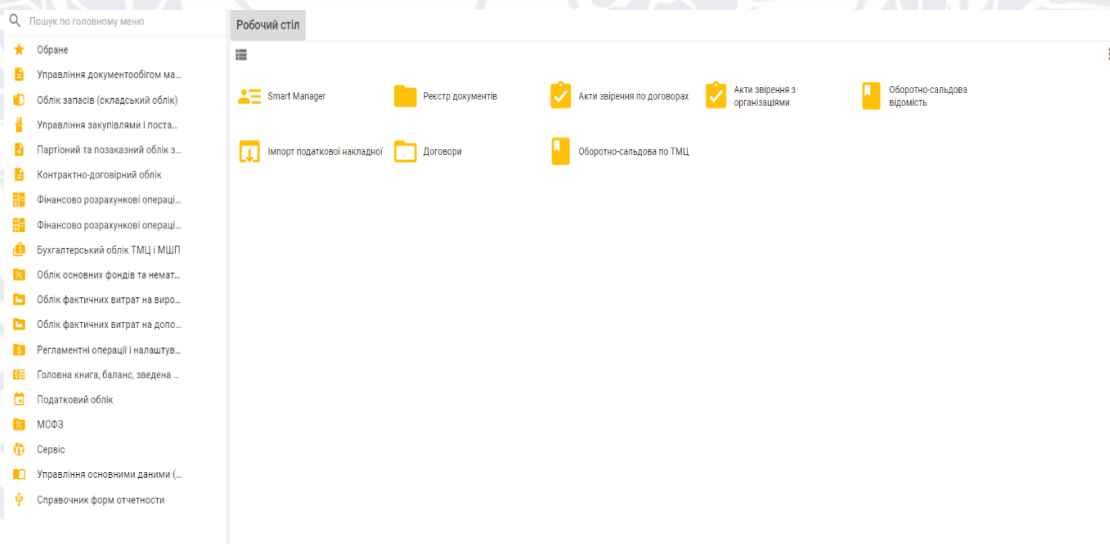 Пошук по головному меню
Обране
Управління документообігом ма...
Облік запасів (складський облік)
Управління закупівлями і поста...
Партіоний та позаказний облік з...
Контрактно-договірний облік
Фінансово розрахункові операці...
Фінансово розрахункові операці...
Бухгалтерський облік ТМЦ і МШП
Облік основних фондів та немат...
Облік фактичних витрат на виро...
Облік фактичних витрат на допо...
Регламентні операції і налаштув...
Головна книга, баланс, зведена ...
Податковий облік
МСФЗ
Сервіс
Управління основними даними (...
Справочник форм отчетности
Робочий стіл
Smart Manager
Реєстр документів
Акти звірення по договорах
Акти звірення з
організаціями
Оборотно-сальдова
відомість
Імпорт податкової накладної
Договори
Оборотно-сальдова по ТМЦ